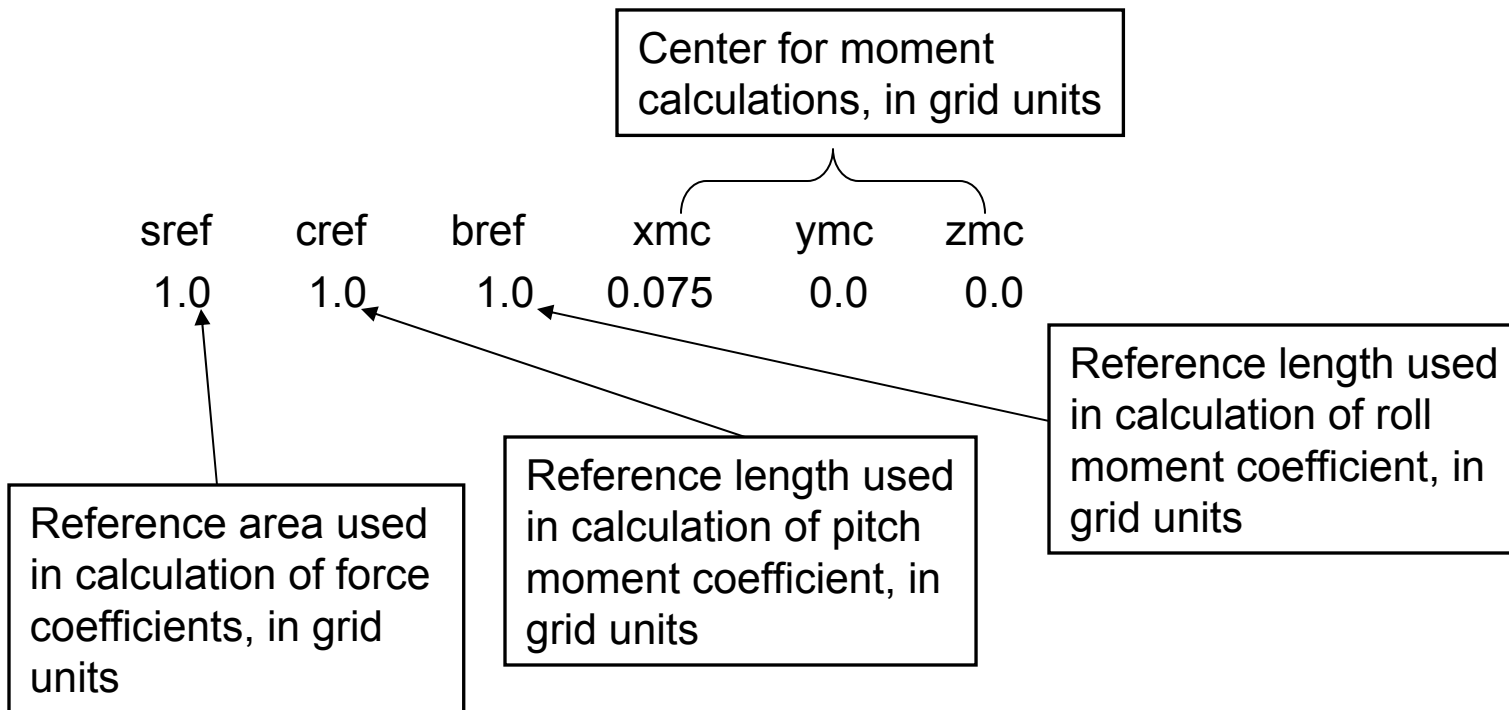 Center for moment
calculations, in grid units
sref cref bref xmc ymc zmc
1.0 1.0 1.0 0.075 0.0 0.0
Reference length used
in calculation of roll
moment coefficient, in
grid units
Reference length used
in calculation of pitch
moment coefficient, in
grid units
Reference area used
in calculation of force
coefficients, in grid
units